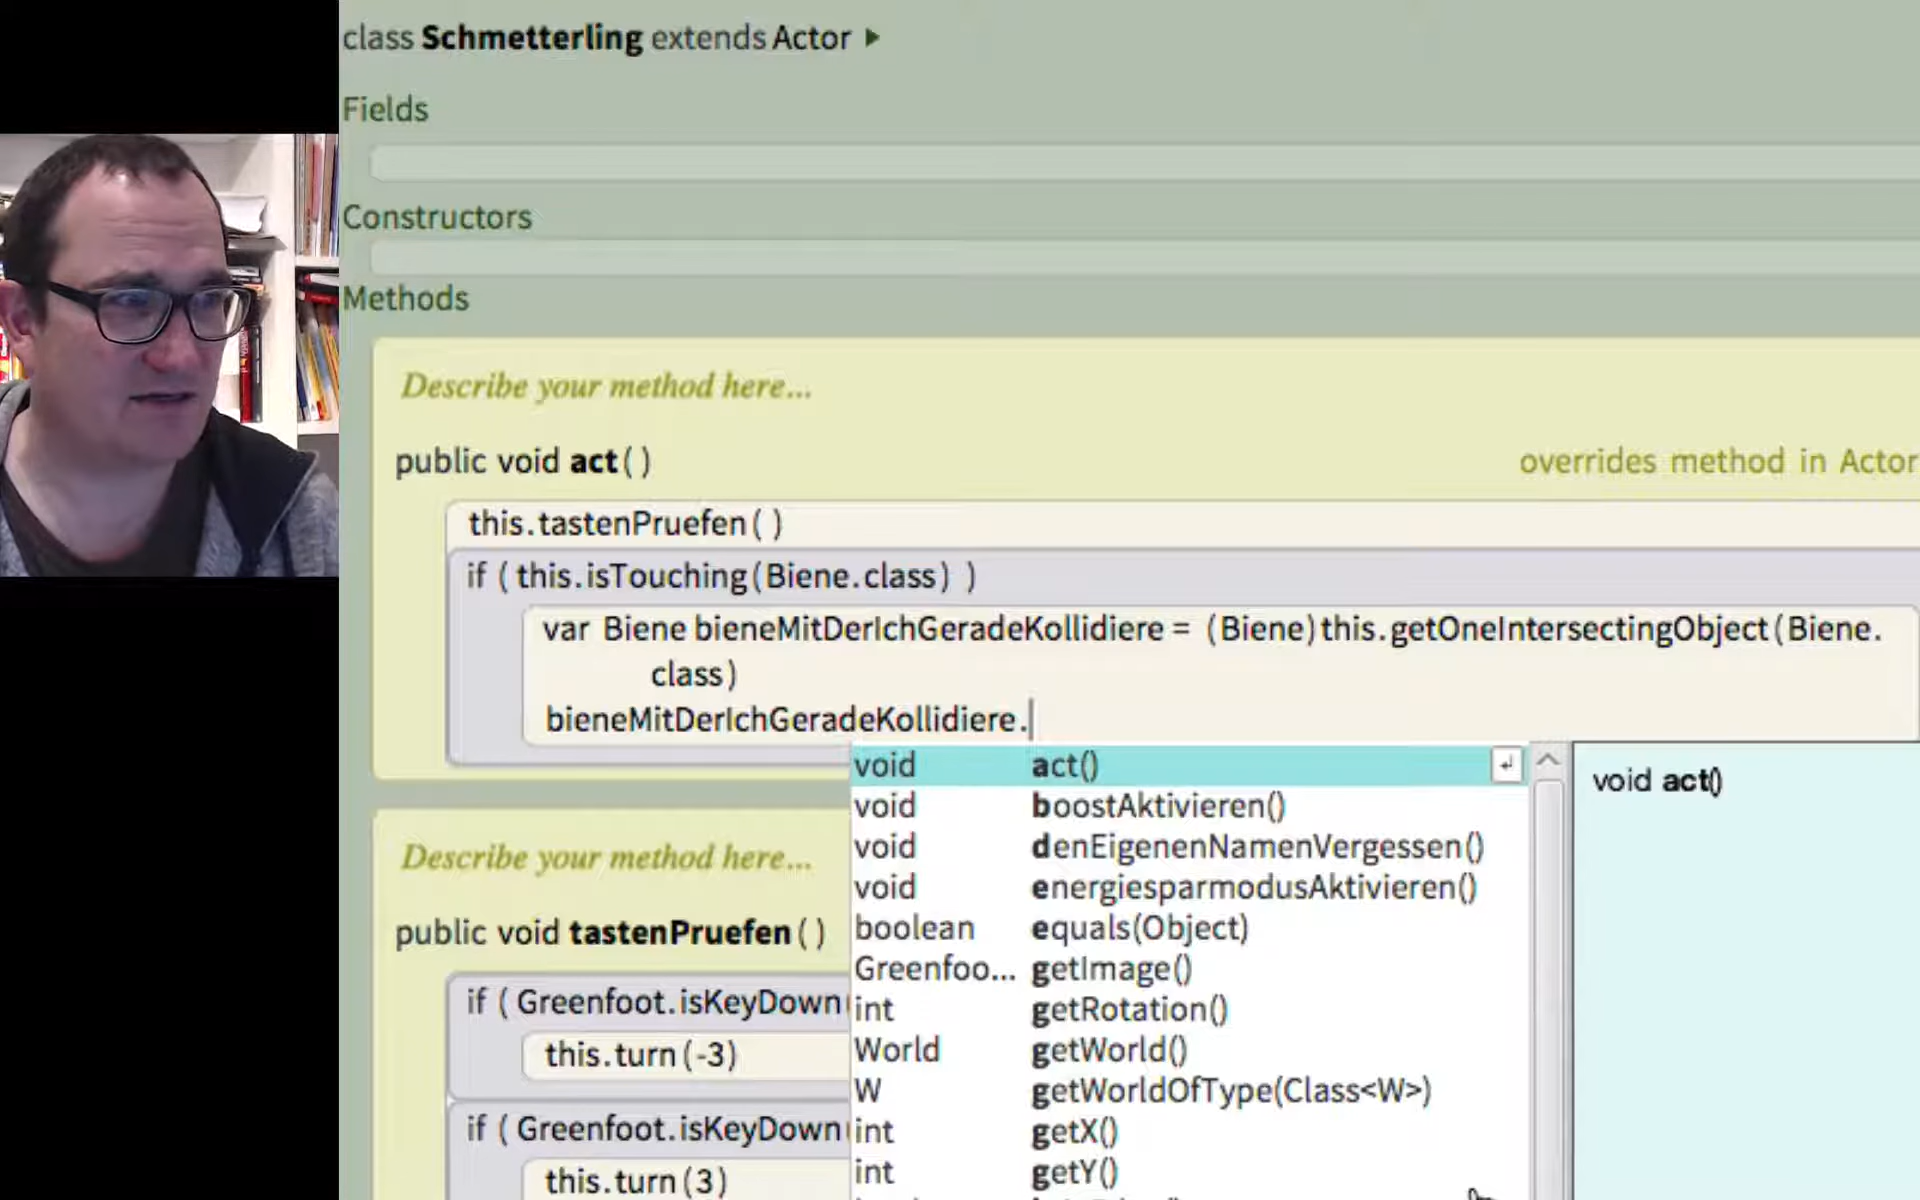 class Schmetterling extends Actor
Fields
Constructors
Methods
Describe your method here...
public void act()
overrides method in Actor
this.tastenPruefen()
if ( this.isTouching(Biene.class) )
var Biene bieneMitDerIchGeradeKollidiere = (Biene)this.getOneIntersectingObject(Biene.
class)
bieneMitDerIchGeradeKollidiere.
void act()
void boostAktivieren()
void denEigenenNamenVergessen()
void energiesparmodusAktivieren()
boolean equals(Object)
Greenfoo... getImage()
int getRotation()
World getWorld()
W getWorldOfType(Class<W>)
int getX()
int getY()
void act()
Describe your method here...
public void tastenPruefen()
if ( Greenfoot.isKeyDown
this.turn(-3)
if ( Greenfoot.isKeyDown
this.turn(3)